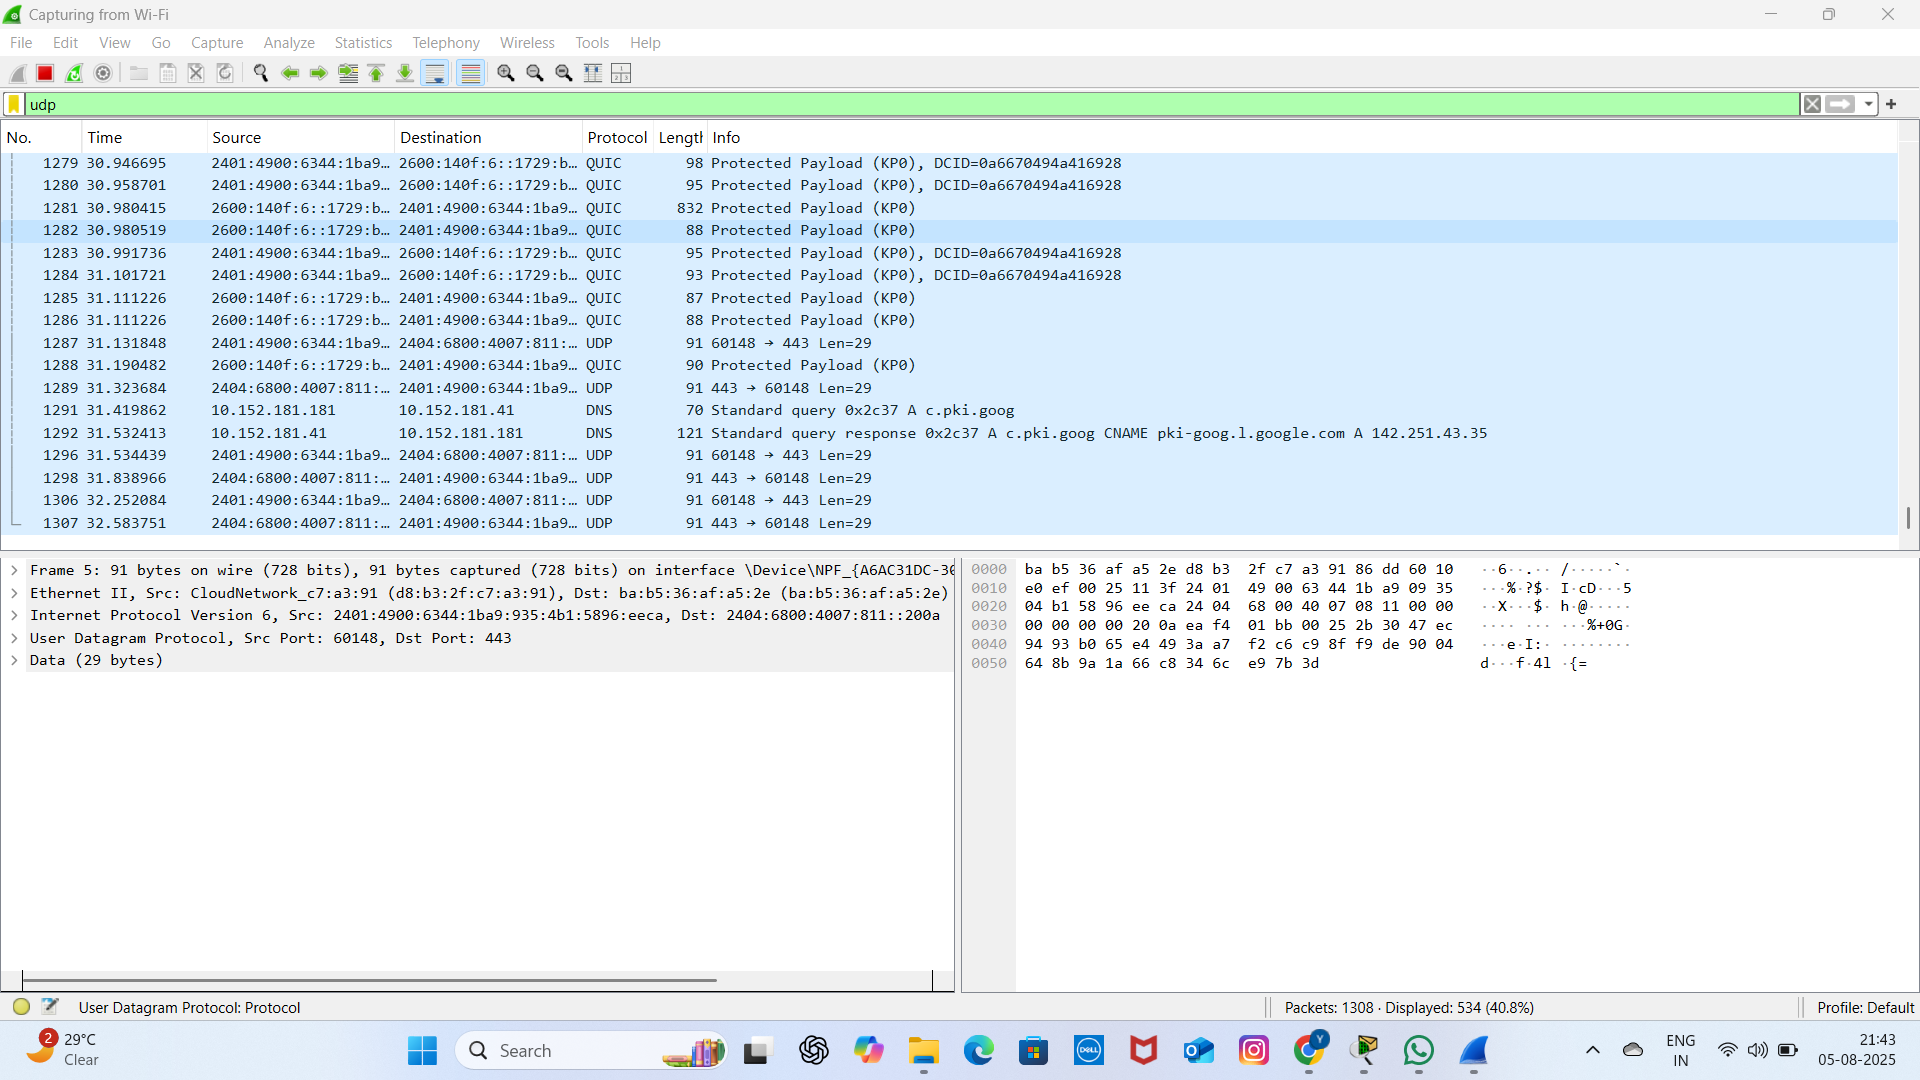 Capturing from Wi-Fi
File Edit View Go Capture Analyze Statistics Telephony Wireless Tools Help
udp
No. Time Source Destination Protocol Length Info
1279 30.946695 2401:4900:6344:1ba9… 2600:140f:6::1729:b… QUIC 98 Protected Payload (KP0), DCID=0a6670494a416928
1280 30.958701 2401:4900:6344:1ba9… 2600:140f:6::1729:b… QUIC 95 Protected Payload (KP0), DCID=0a6670494a416928
1281 30.980415 2600:140f:6::1729:b… 2401:4900:6344:1ba9… QUIC 832 Protected Payload (KP0)
1282 30.980519 2600:140f:6::1729:b… 2401:4900:6344:1ba9… QUIC 88 Protected Payload (KP0)
1283 30.991736 2401:4900:6344:1ba9… 2600:140f:6::1729:b… QUIC 95 Protected Payload (KP0), DCID=0a6670494a416928
1284 31.101721 2401:4900:6344:1ba9… 2600:140f:6::1729:b… QUIC 93 Protected Payload (KP0), DCID=0a6670494a416928
1285 31.111226 2600:140f:6::1729:b… 2401:4900:6344:1ba9… QUIC 87 Protected Payload (KP0)
1286 31.111226 2600:140f:6::1729:b… 2401:4900:6344:1ba9… QUIC 88 Protected Payload (KP0)
1287 31.131848 2401:4900:6344:1ba9… 2404:6800:4007:811:… UDP 91 60148 → 443 Len=29
1288 31.190482 2600:140f:6::1729:b… 2401:4900:6344:1ba9… QUIC 90 Protected Payload (KP0)
1289 31.323684 2404:6800:4007:811:… 2401:4900:6344:1ba9… UDP 91 443 → 60148 Len=29
1291 31.419862 10.152.181.181 10.152.181.41 DNS 70 Standard query 0x2c37 A c.pki.goog
1292 31.532413 10.152.181.41 10.152.181.181 DNS 121 Standard query response 0x2c37 A c.pki.goog CNAME pki-goog.l.google.com A 142.251.43.35
1296 31.534439 2401:4900:6344:1ba9… 2404:6800:4007:811:… UDP 91 60148 → 443 Len=29
1298 31.838966 2404:6800:4007:811:… 2401:4900:6344:1ba9… UDP 91 443 → 60148 Len=29
1306 32.252084 2401:4900:6344:1ba9… 2404:6800:4007:811:… UDP 91 60148 → 443 Len=29
1307 32.583751 2404:6800:4007:811:… 2401:4900:6344:1ba9… UDP 91 443 → 60148 Len=29
Frame 5: 91 bytes on wire (728 bits), 91 bytes captured (728 bits) on interface \Device\NPF_{A6AC31DC-30
Ethernet II, Src: CloudNetwork_c7:a3:91 (d8:b3:2f:c7:a3:91), Dst: ba:b5:36:af:a5:2e (ba:b5:36:af:a5:2e)
Internet Protocol Version 6, Src: 2401:4900:6344:1ba9:935:4b1:5896:eeca, Dst: 2404:6800:4007:811::200a
User Datagram Protocol, Src Port: 60148, Dst Port: 443
Data (29 bytes)
0000 ba b5 36 af a5 2e d8 b3 2f c7 a3 91 86 dd 60 10 ··6··.·· /·····`·
0010 e0 ef 00 25 11 3f 24 01 49 00 63 44 1b a9 09 35 ···%·?$· I·cD···5
0020 04 b1 58 96 ee ca 24 04 68 00 40 07 08 11 00 00 ··X···$· h·@·····
0030 00 00 00 00 20 0a ea f4 01 bb 00 25 2b 30 47 ec ···· ··· ···%+0G·
0040 94 93 b0 65 e4 49 3a a7 f2 c6 c9 8f f9 de 90 04 ···e·I:· ········
0050 64 8b 9a 1a 66 c8 34 6c e9 7b 3d d···f·4l ·{=
User Datagram Protocol: Protocol
Packets: 1308 · Displayed: 534 (40.8%)
Profile: Default
2
29°C
Clear
Search
DELL
Y
ENG
IN
21:43
05-08-2025